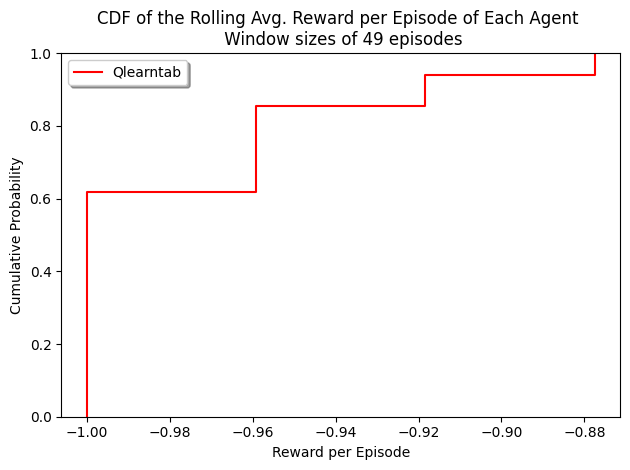 CDF of the Rolling Avg. Reward per Episode of Each Agent
Window sizes of 49 episodes
Qlearntab
Cumulative Probability
1.0
0.8
0.6
0.4
0.2
0.0
−1.00 −0.98 −0.96 −0.94 −0.92 −0.90 −0.88
Reward per Episode